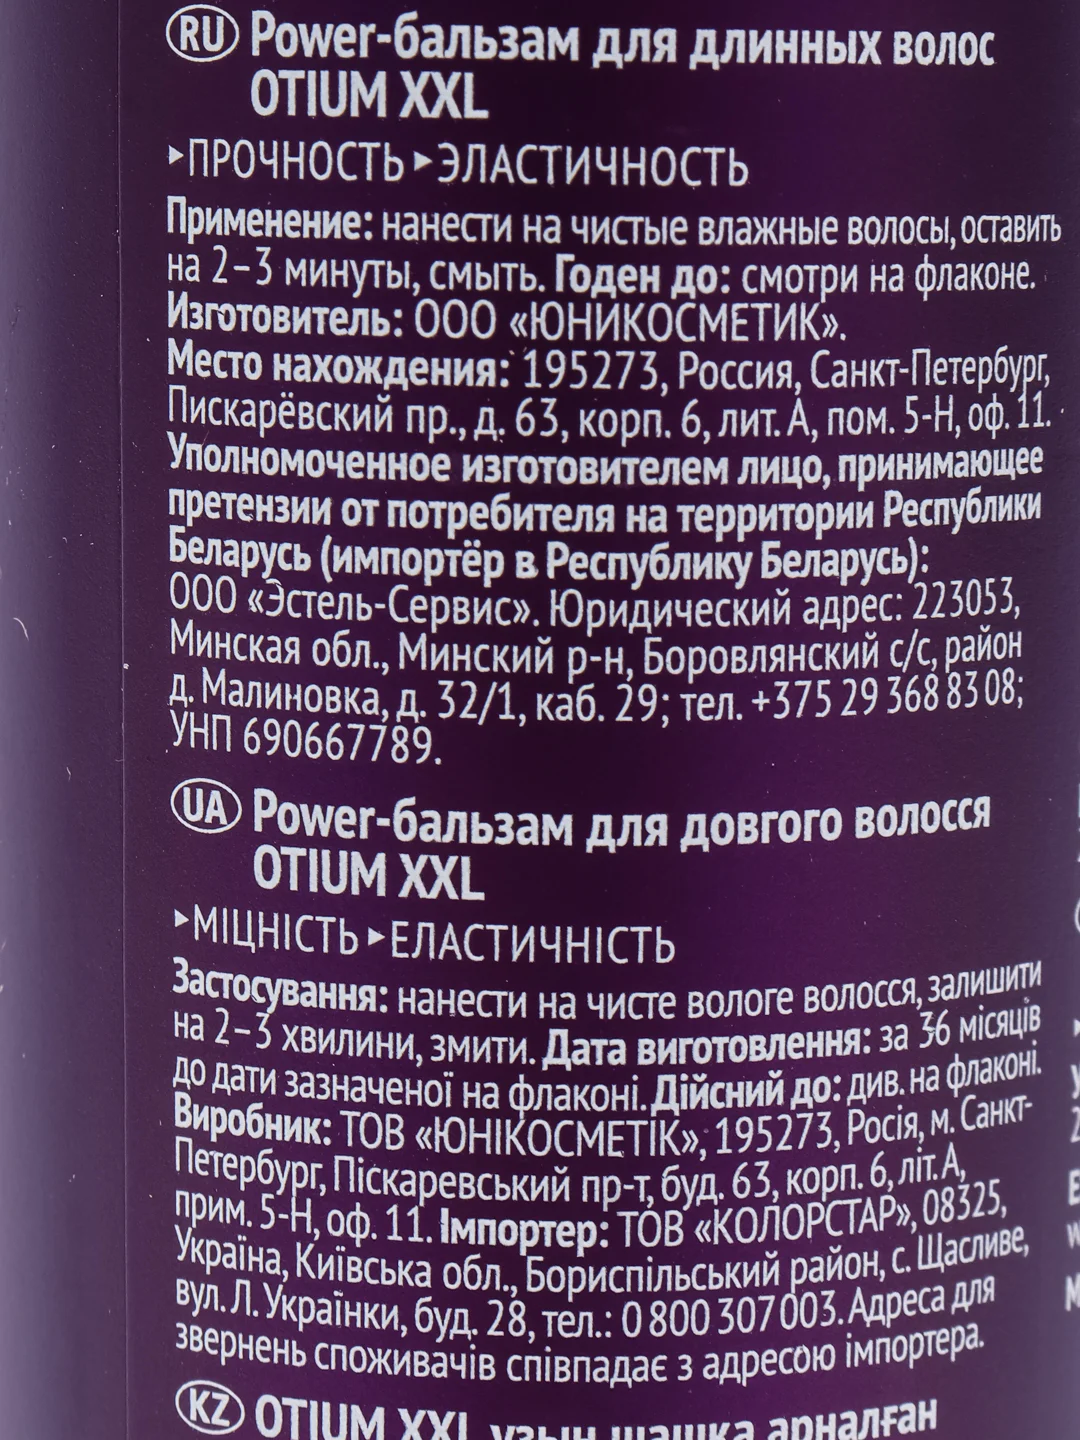 RU Power-бальзам для длинных волос
OTIUM XXL
▸ПРОЧНОСТЬ ▸ЭЛАСТИЧНОСТЬ
Применение: нанести на чистые влажные волосы, оставить
на 2–3 минуты, смыть. Годен до: смотри на флаконе.
Изготовитель: ООО «ЮНИКОСМЕТИК».
Место нахождения: 195273, Россия, Санкт-Петербург,
Пискарёвский пр., д. 63, корп. 6, лит. А, пом. 5-Н, оф. 11.
Уполномоченное изготовителем лицо, принимающее
претензии от потребителя на территории Республики
Беларусь (импортёр в Республику Беларусь):
ООО «Эстель-Сервис». Юридический адрес: 223053,
Минская обл., Минский р-н, Боровлянский с/с, район
д. Малиновка, д. 32/1, каб. 29; тел. +375 29 368 83 08;
УНП 690667789.
UA Power-бальзам для довгого волосся
OTIUM XXL
▸МІЦНІСТЬ ▸ЕЛАСТИЧНІСТЬ
Застосування: нанести на чисте вологе волосся, залишити
на 2–3 хвилини, змити. Дата виготовлення: за 36 місяців
до дати зазначеної на флаконі. Дійсний до: див. на флаконі.
Виробник: ТОВ «ЮНІКОСМЕТІК», 195273, Росія, м. Санкт-
Петербург, Піскаревський пр-т, буд. 63, корп. 6, літ. А,
прим. 5-Н, оф. 11. Імпортер: ТОВ «КОЛОРСТАР», 08325,
Україна, Київська обл., Бориспільський район, с. Щасливе,
вул. Л. Українки, буд. 28, тел.: 0 800 307 003. Адреса для
звернень споживачів співпадає з адресою імпортера.
KZ OTIUM XXL ұзын шашқа арналған